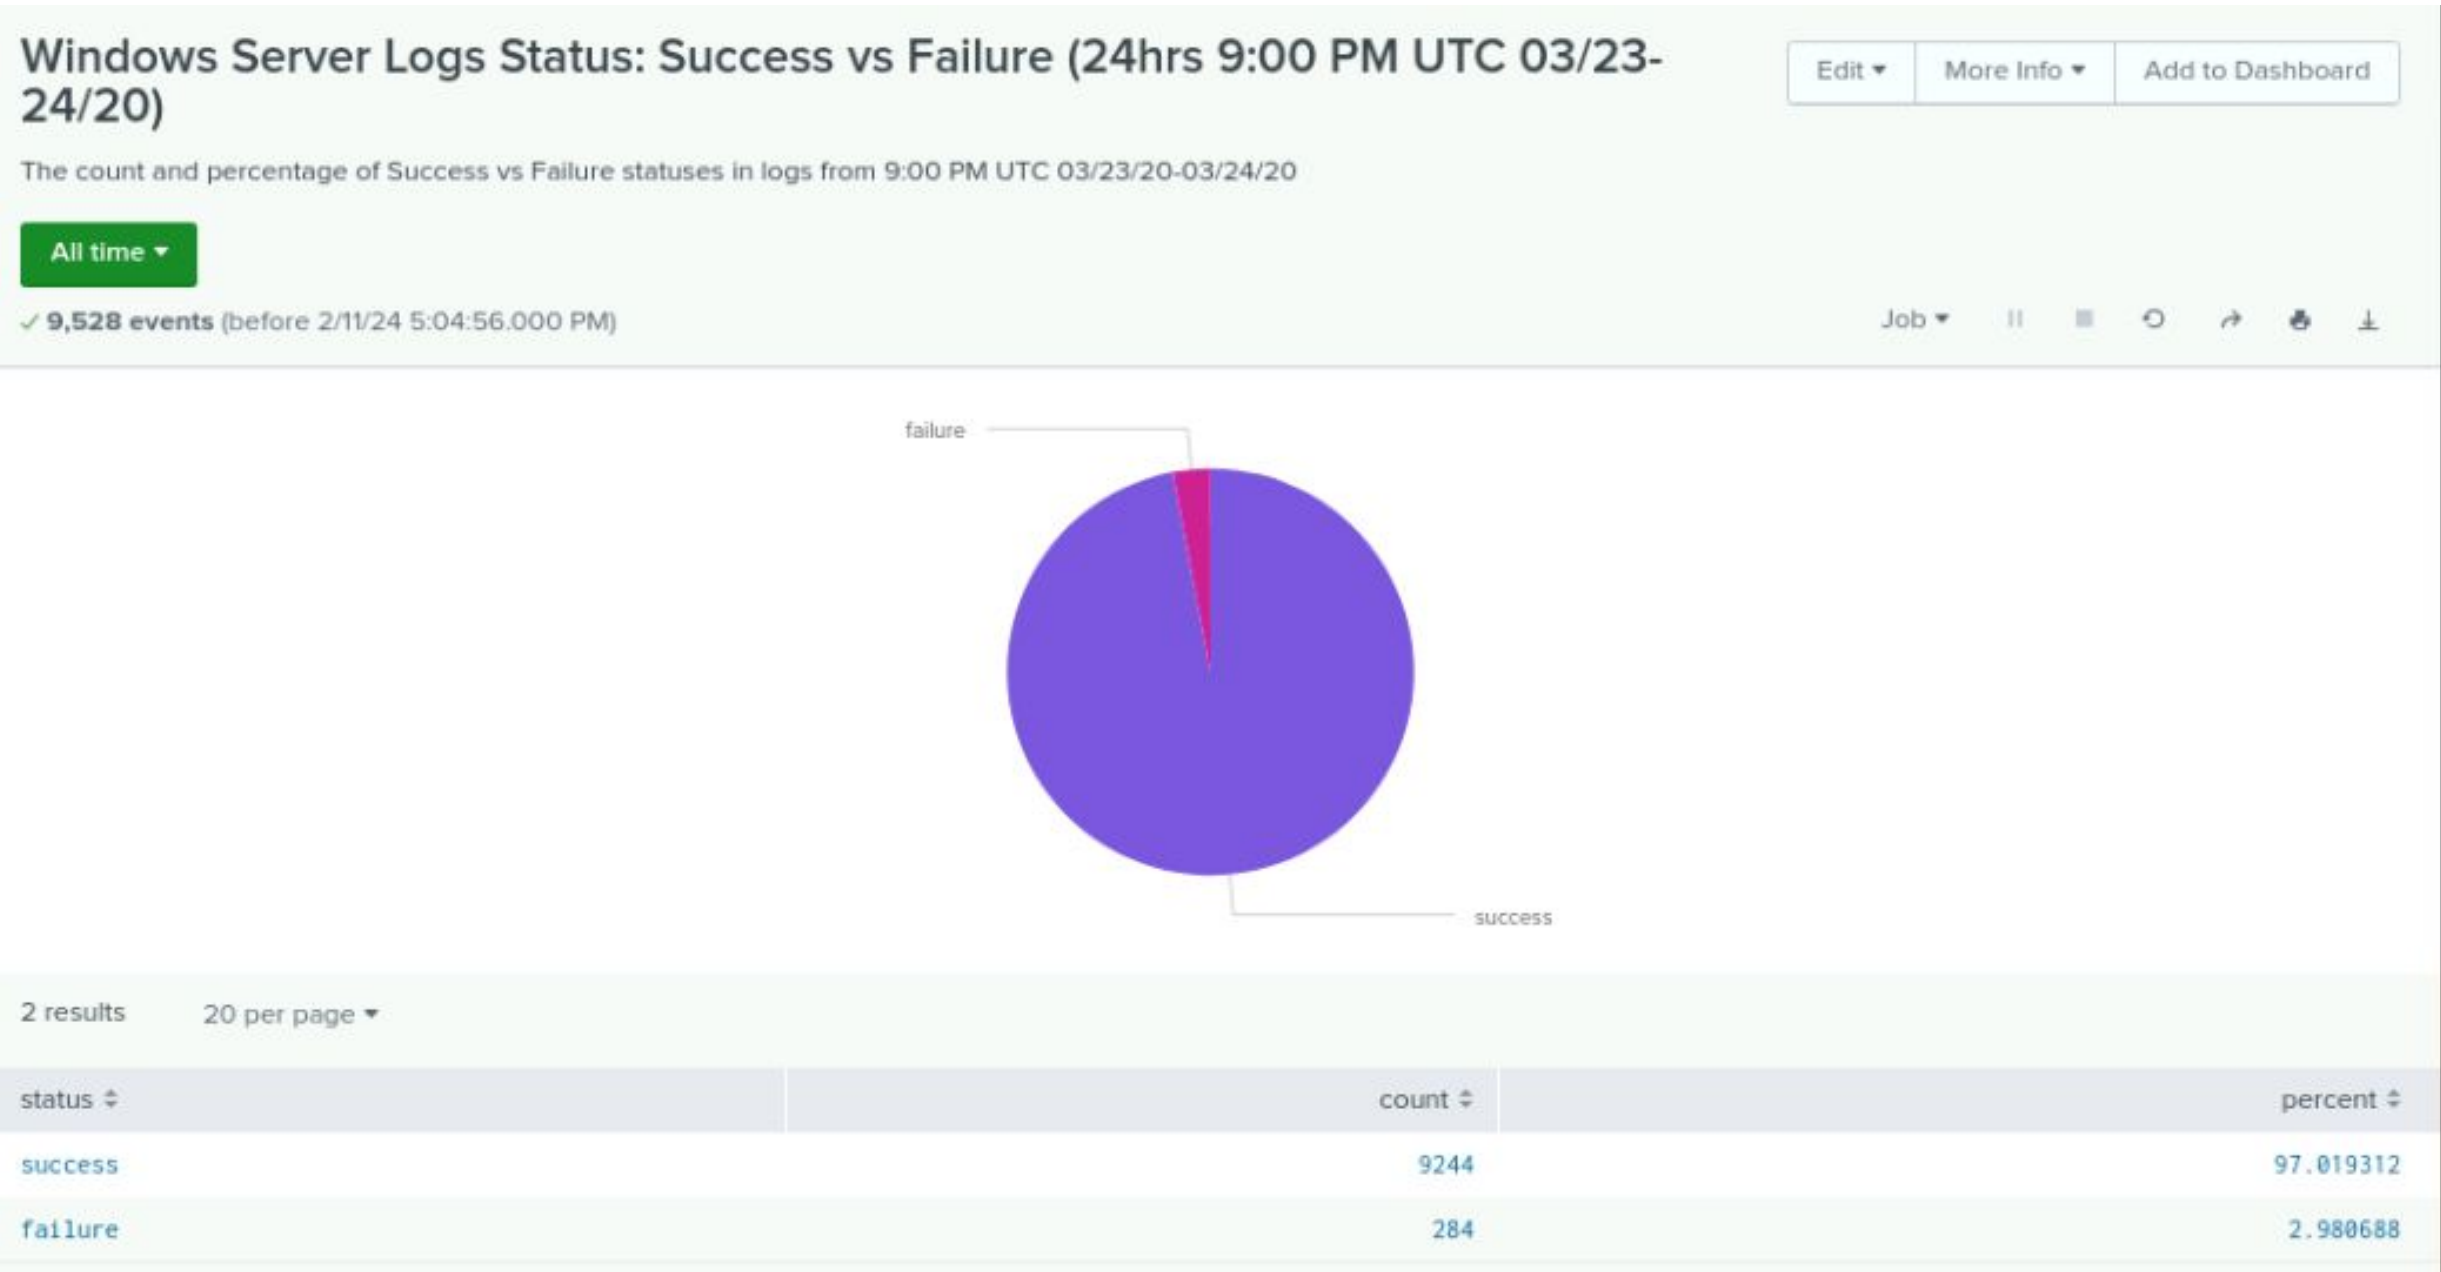 Windows Server Logs Status: Success vs Failure (24hrs 9:00 PM UTC 03/23-
24/20)
Edit More Info Add to Dashboard
The count and percentage of Success vs Failure statuses in logs from 9:00 PM UTC 03/23/20-03/24/20
All time
9,528 events (before 2/11/24 5:04:56.000 PM)
Job
failure
success
2 results 20 per page
status count percent
success 9244 97.019312
failure 284 2.980688